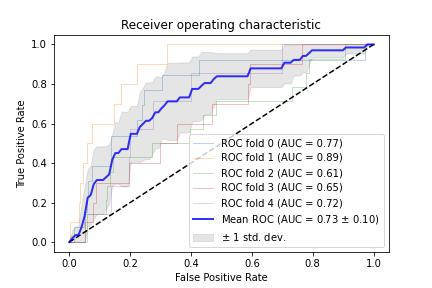 Receiver operating characteristic
True Positive Rate
1.0
0.8
0.6
0.4
0.2
0.0
ROC fold 0 (AUC = 0.77)
ROC fold 1 (AUC = 0.89)
ROC fold 2 (AUC = 0.61)
ROC fold 3 (AUC = 0.65)
ROC fold 4 (AUC = 0.72)
Mean ROC (AUC = 0.73 ± 0.10)
± 1 std. dev.
0.0 0.2 0.4 0.6 0.8 1.0
False Positive Rate